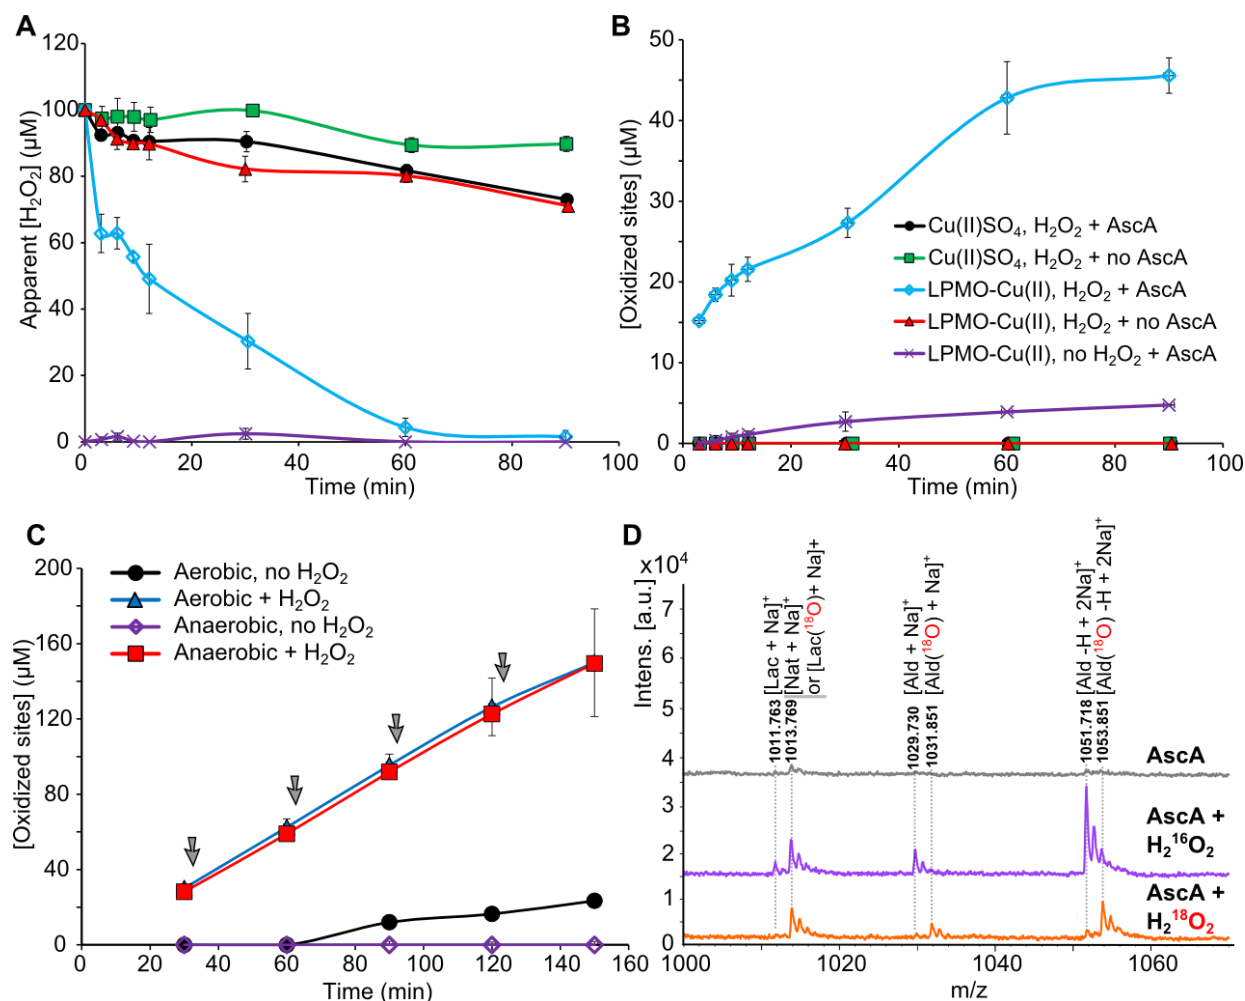 A
120
100
80
60
40
20
0
Apparent [H₂O₂] (µM)
0 20 40 60 80 100
Time (min)
B
50
40
30
20
10
0
[Oxidized sites] (µM)
Cu(II)SO₄, H₂O₂ + AscA
Cu(II)SO₄, H₂O₂ + no AscA
LPMO-Cu(II), H₂O₂ + AscA
LPMO-Cu(II), H₂O₂ + no AscA
LPMO-Cu(II), no H₂O₂ + AscA
0 20 40 60 80 100
Time (min)
C
200
160
120
80
40
0
[Oxidized sites] (µM)
Aerobic, no H₂O₂
Aerobic + H₂O₂
Anaerobic, no H₂O₂
Anaerobic + H₂O₂
0 20 40 60 80 100 120 140 160
Time (min)
D
x10⁴
7
6
5
4
3
2
1
0
Intens. [a.u.]
1011.763 [Lac + Na]⁺
1013.769 [Nat + Na]⁺
or [Lac(¹⁸O)+ Na]+
1029.730 [Ald + Na]⁺
1031.851 [Ald(¹⁸O) + Na]⁺
1051.718 [Ald -H + 2Na]⁺
1053.851 [Ald(¹⁸O) -H + 2Na]⁺
AscA
AscA +
H₂¹⁶O₂
AscA +
H₂¹⁸O₂
1000 1020 1040 1060
m/z